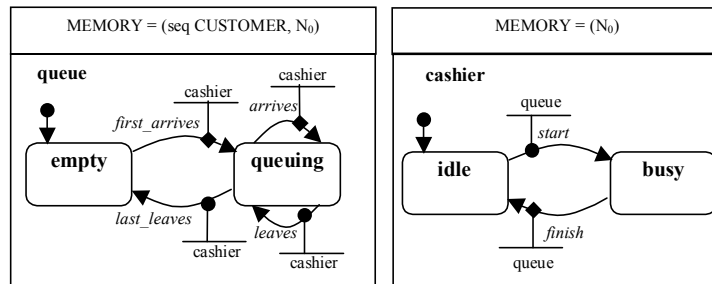 MEMORY = (seq CUSTOMER, N₀)
queue
cashier
cashier
first_arrives
arrives
empty
queuing
last_leaves
leaves
cashier
cashier
MEMORY = (N₀)
cashier
queue
start
idle
busy
finish
queue